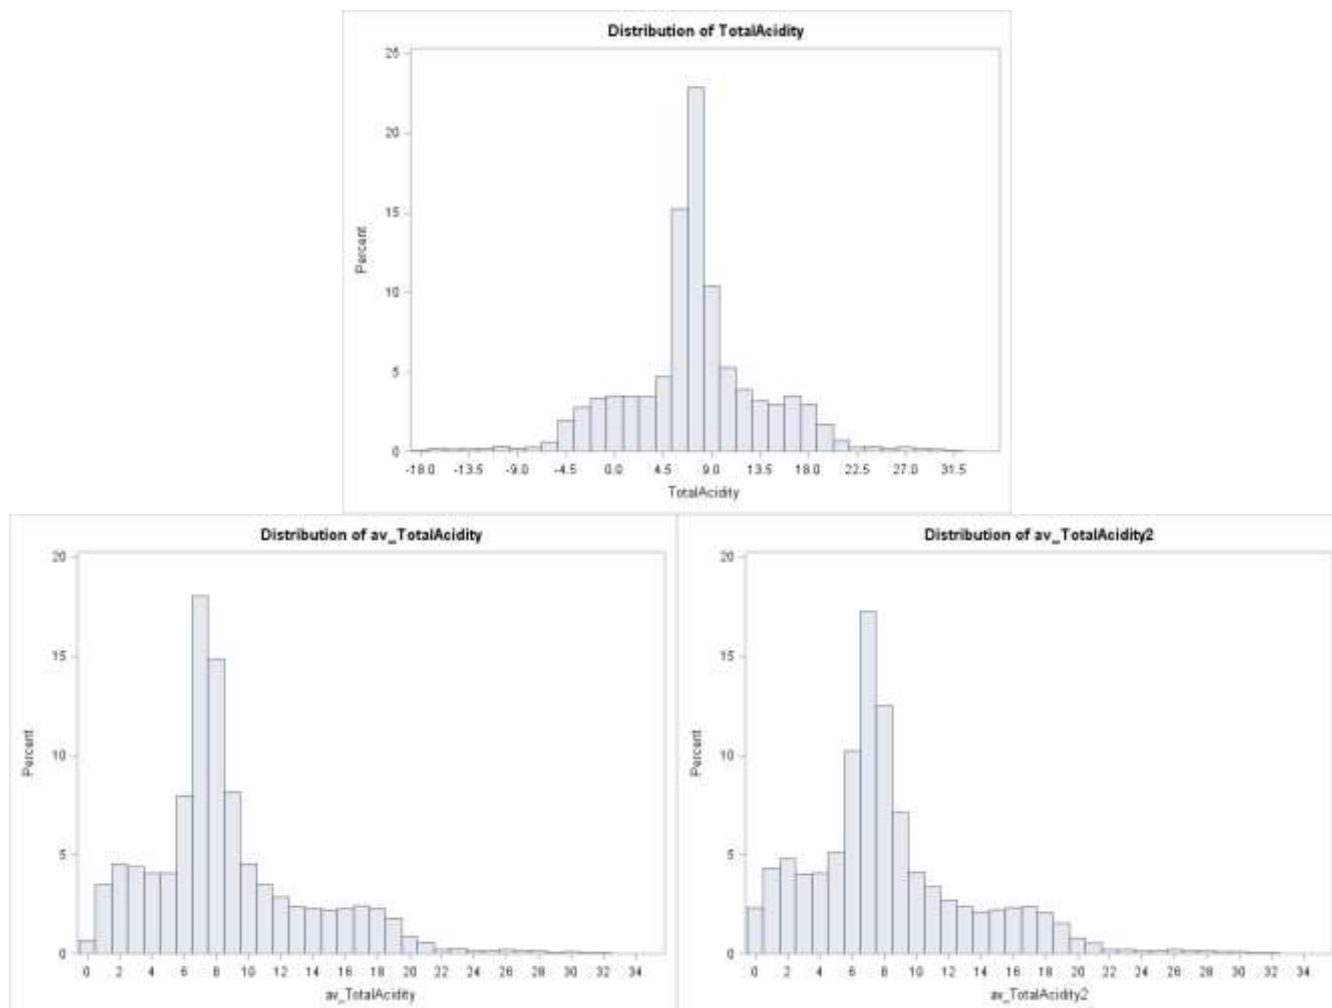 Distribution of TotalAcidity
25
20
15
10
5
0
Percent
-18.0 -13.5 -9.0 -4.5 0.0 4.5 9.0 13.5 18.0 22.5 27.0 31.5
TotalAcidity
Distribution of av_TotalAcidity
20
15
10
5
0
Percent
0 2 4 6 8 10 12 14 16 18 20 22 24 26 28 30 32 34
av_TotalAcidity
Distribution of av_TotalAcidity2
20
15
10
5
0
Percent
0 2 4 6 8 10 12 14 16 18 20 22 24 26 28 30 32 34
av_TotalAcidity2